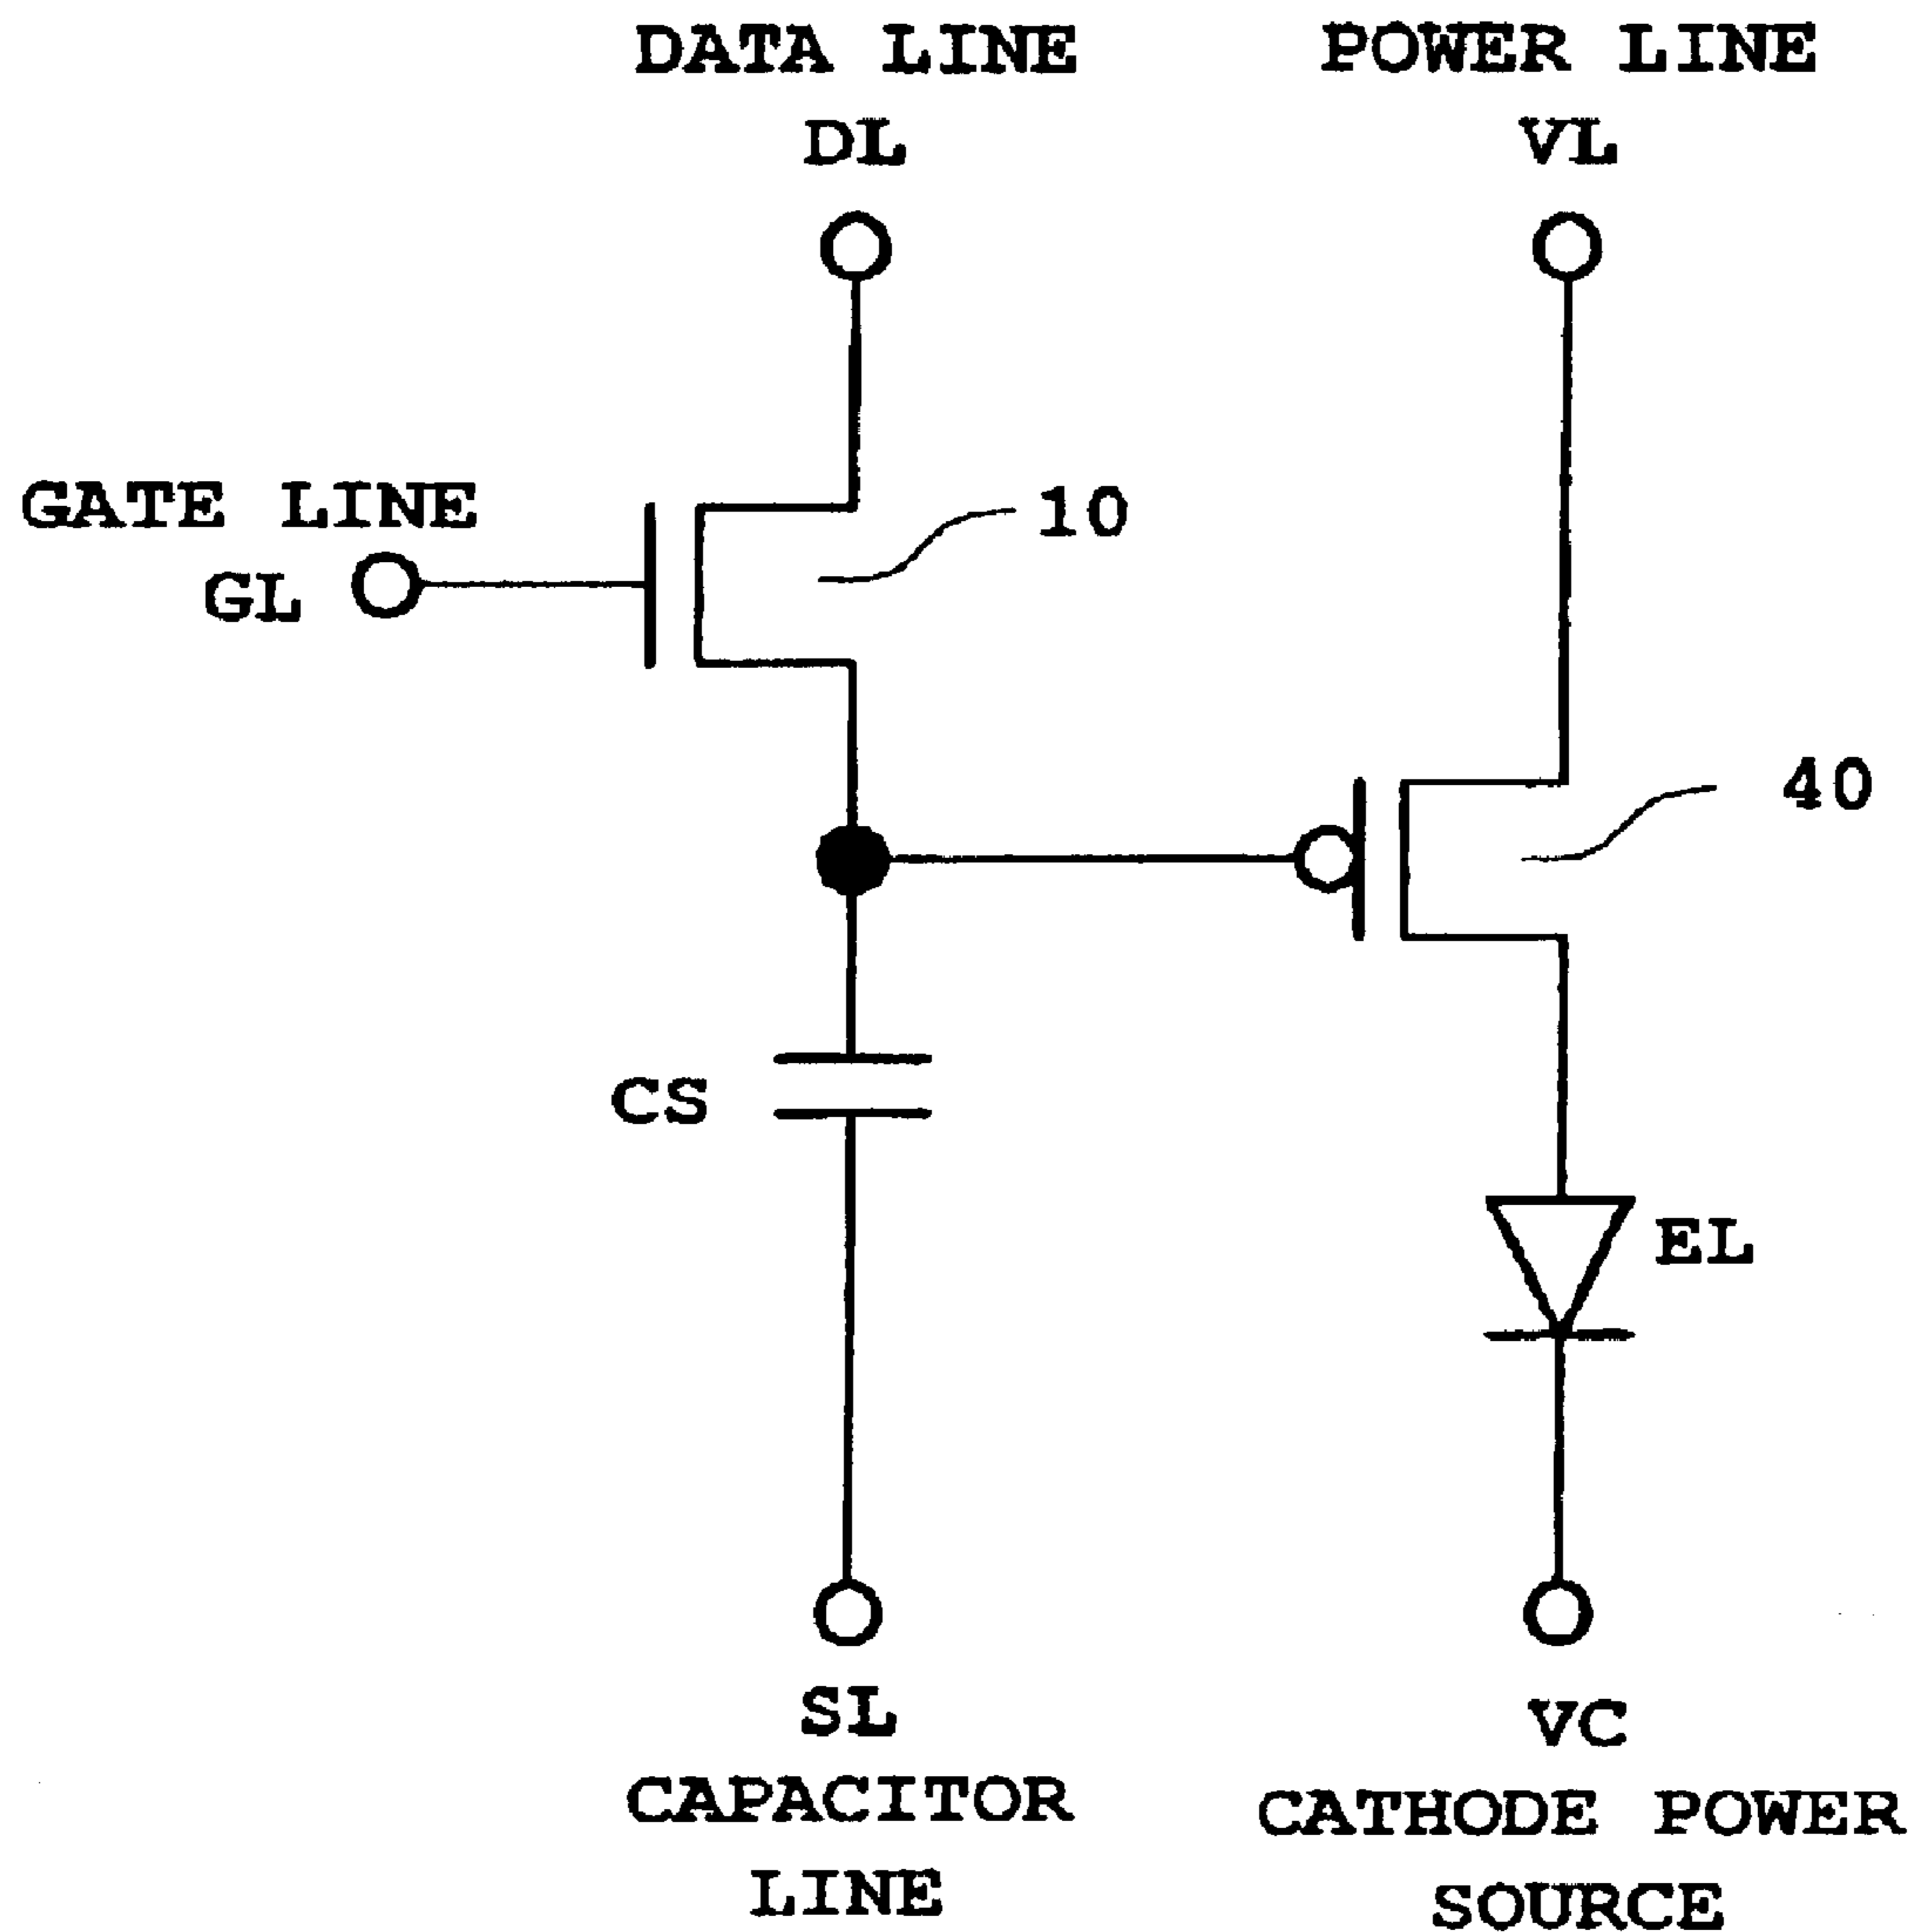 DATA LINE
DL
POWER LINE
VL
GATE LINE
GL
10
40
CS
EL
SL
CAPACITOR
LINE
VC
CATHODE POWER
SOURCE